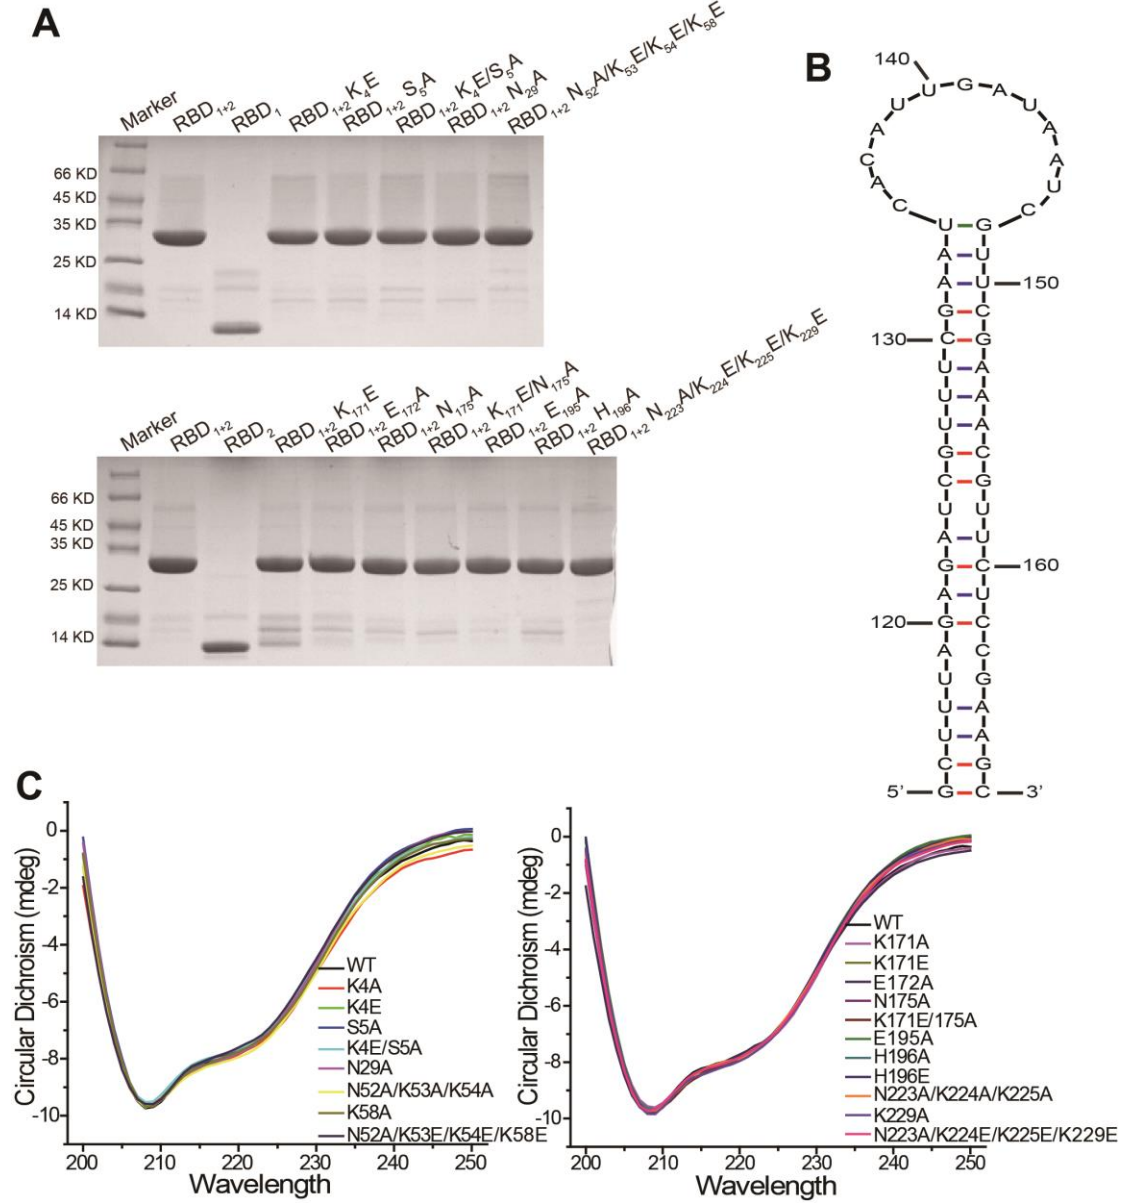 A
Marker
RBD1+2
RBD1
RBD1+2 K4E
RBD1+2 S5A
RBD1+2 K4E/S5A
RBD1+2 N29A
RBD1+2 N52A/K53E/K54E/K58E
66 KD
45 KD
35 KD
25 KD
14 KD
Marker
RBD1+2
RBD2
RBD1+2 K171E
RBD1+2 E172A
RBD1+2 N175A
RBD1+2 K171E/N175A
RBD1+2 E195A
RBD1+2 H196A
RBD1+2 N223A/K224E/K225E/K229E
66 KD
45 KD
35 KD
25 KD
14 KD
B
140
U U G A U
U A
A A
C U
A C
C
U G
A U
A U
150
G C
130
C G
U A
U A
U A
G C
C G
U U
A U
G C
160
A U
120
G C
A C
U G
U A
U A
C G
5'
G C
3'
C
Circular Dichroism (mdeg)
0
-2
-4
-6
-8
-10
200 210 220 230 240 250
Wavelength
WT
K4A
K4E
S5A
K4E/S5A
N29A
N52A/K53A/K54A
K58A
N52A/K53E/K54E/K58E
Circular Dichroism (mdeg)
0
-2
-4
-6
-8
-10
200 210 220 230 240 250
Wavelength
WT
K171A
K171E
E172A
N175A
K171E/175A
E195A
H196A
H196E
N223A/K224A/K225A
K229A
N223A/K224E/K225E/K229E